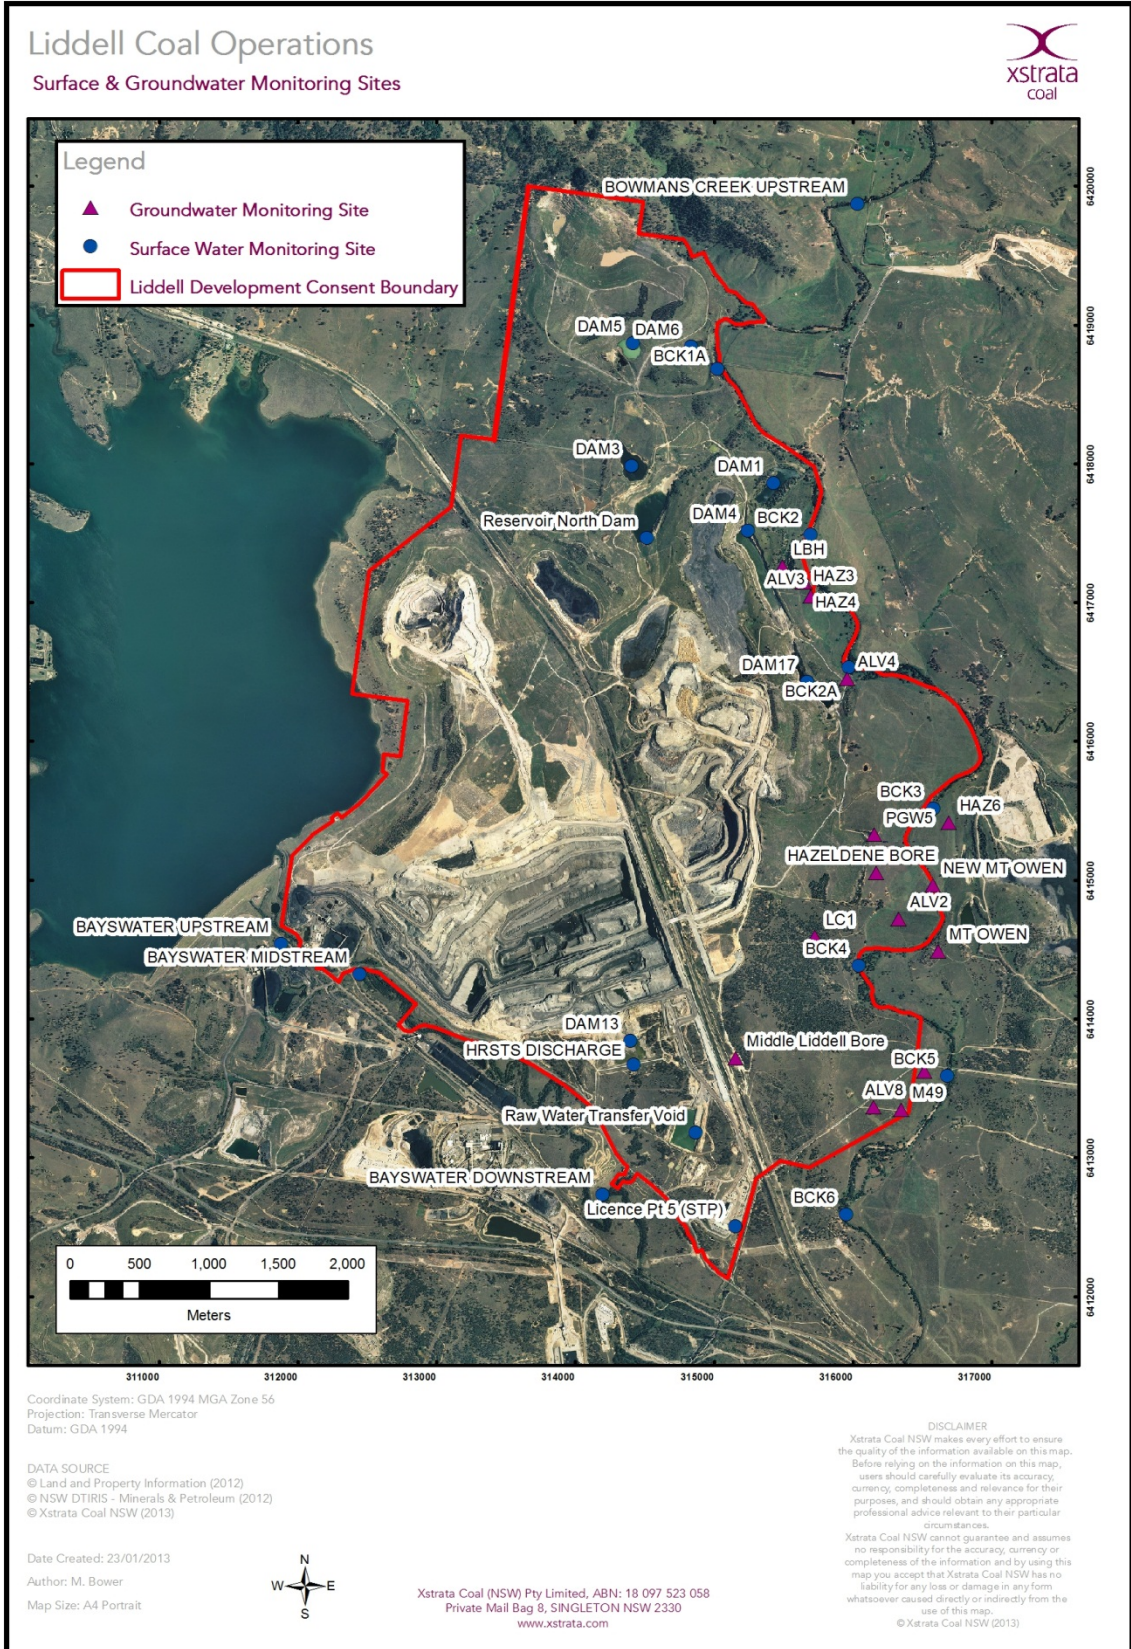 Liddell Coal Operations
Surface & Groundwater Monitoring Sites
xstrata
coal
Legend
Groundwater Monitoring Site
Surface Water Monitoring Site
Liddell Development Consent Boundary
BOWMANS CREEK UPSTREAM
DAM5
DAM6
BCK1A
DAM3
DAM1
Reservoir North Dam
DAM4
BCK2
LBH
ALV3
HAZ3
HAZ4
DAM17
ALV4
BCK2A
BCK3
HAZ6
PGW5
HAZELDENE BORE
NEW MT OWEN
ALV2
LC1
BCK4
MT OWEN
BAYSWATER UPSTREAM
BAYSWATER MIDSTREAM
DAM13
HRSTS DISCHARGE
Middle Liddell Bore
BCK5
ALV8
M49
Raw Water Transfer Void
BAYSWATER DOWNSTREAM
Licence Pt 5 (STP)
BCK6
6420000
6419000
6418000
6417000
6416000
6415000
6414000
6413000
6412000
0 500 1,000 1,500 2,000
Meters
311000 312000 313000 314000 315000 316000 317000
Coordinate System: GDA 1994 MGA Zone 56
Projection: Transverse Mercator
Datum: GDA 1994
DATA SOURCE
© Land and Property Information (2012)
© NSW DTIRIS - Minerals & Petroleum (2012)
© Xstrata Coal NSW (2013)
Date Created: 23/01/2013
Author: M. Bower
Map Size: A4 Portrait
N
W E
S
Xstrata Coal (NSW) Pty Limited, ABN: 18 097 523 058
Private Mail Bag 8, SINGLETON NSW 2330
www.xstrata.com
DISCLAIMER
Xstrata Coal NSW makes every effort to ensure
the quality of the information available on this map.
Before relying on the information on this map,
users should carefully evaluate its accuracy,
currency, completeness and relevance for their
purposes, and should obtain any appropriate
professional advice relevant to their particular
circumstances.
Xstrata Coal NSW cannot guarantee and assumes
no responsibility for the accuracy, currency or
completeness of the information and by using this
map you accept that Xstrata Coal NSW has no
liability for any loss or damage in any form
whatsoever caused directly or indirectly from the
use of this map.
© Xstrata Coal NSW (2013)